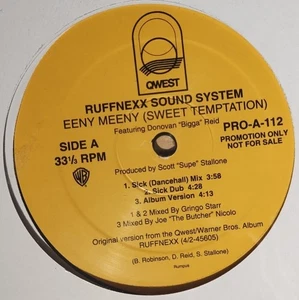 QWEST
RUFFNEXX SOUND SYSTEM
EENY MEENY (SWEET TEMPTATION)
Featuring Donovan "Bigga" Reid
SIDE A
33⅓ RPM
PRO-A-112
PROMOTION ONLY
NOT FOR SALE
Produced by Scott "Supe" Stallone
1. Sick (Dancehall) Mix 3:58
2. Sick Dub 4:28
3. Album Version 4:13
1 & 2 Mixed By Gringo Starr
3 Mixed By Joe "The Butcher" Nicolo
Original version from the Qwest/Warner Bros. Album
RUFFNEXX (4/2-45605)
(B. Robinson, D. Reid, S. Stallone)